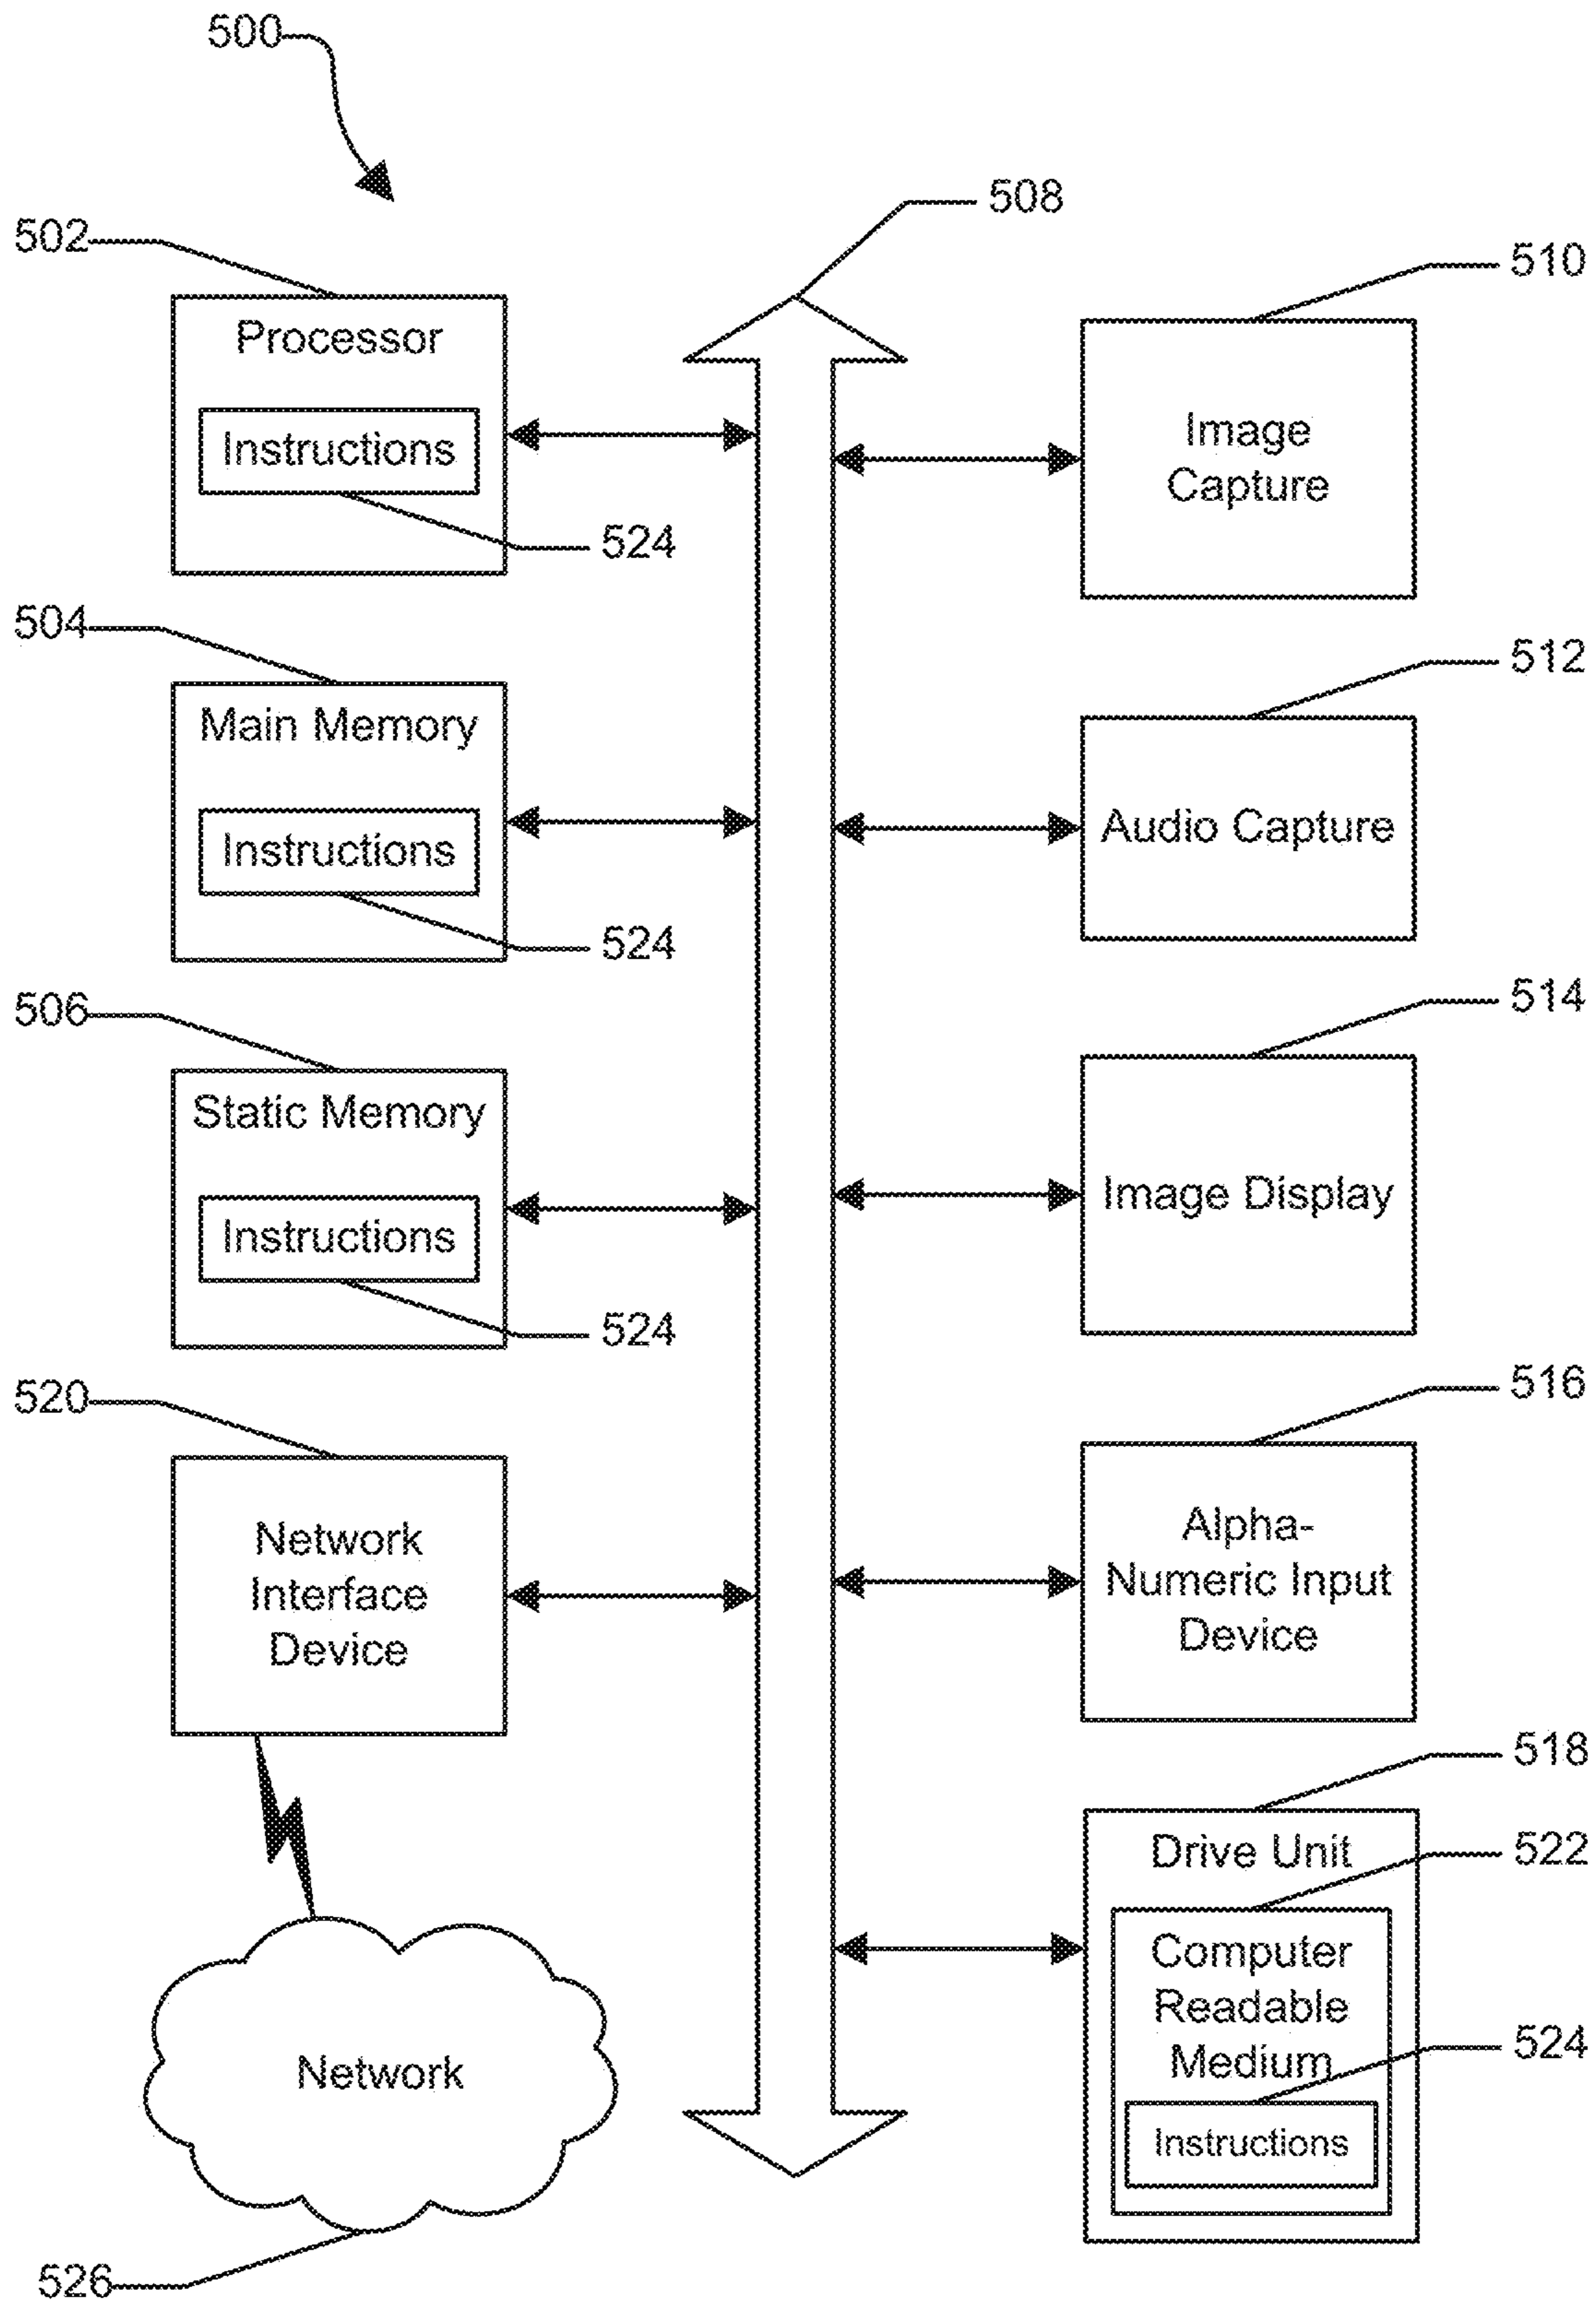 500
508
502
510
Processor
Instructions
524
Image
Capture
504
512
Main Memory
Instructions
524
Audio Capture
506
514
Static Memory
Instructions
524
Image Display
520
516
Network
Interface
Device
Alpha-
Numeric Input
Device
518
Drive Unit
522
Computer
Readable
Medium
524
Instructions
Network
526